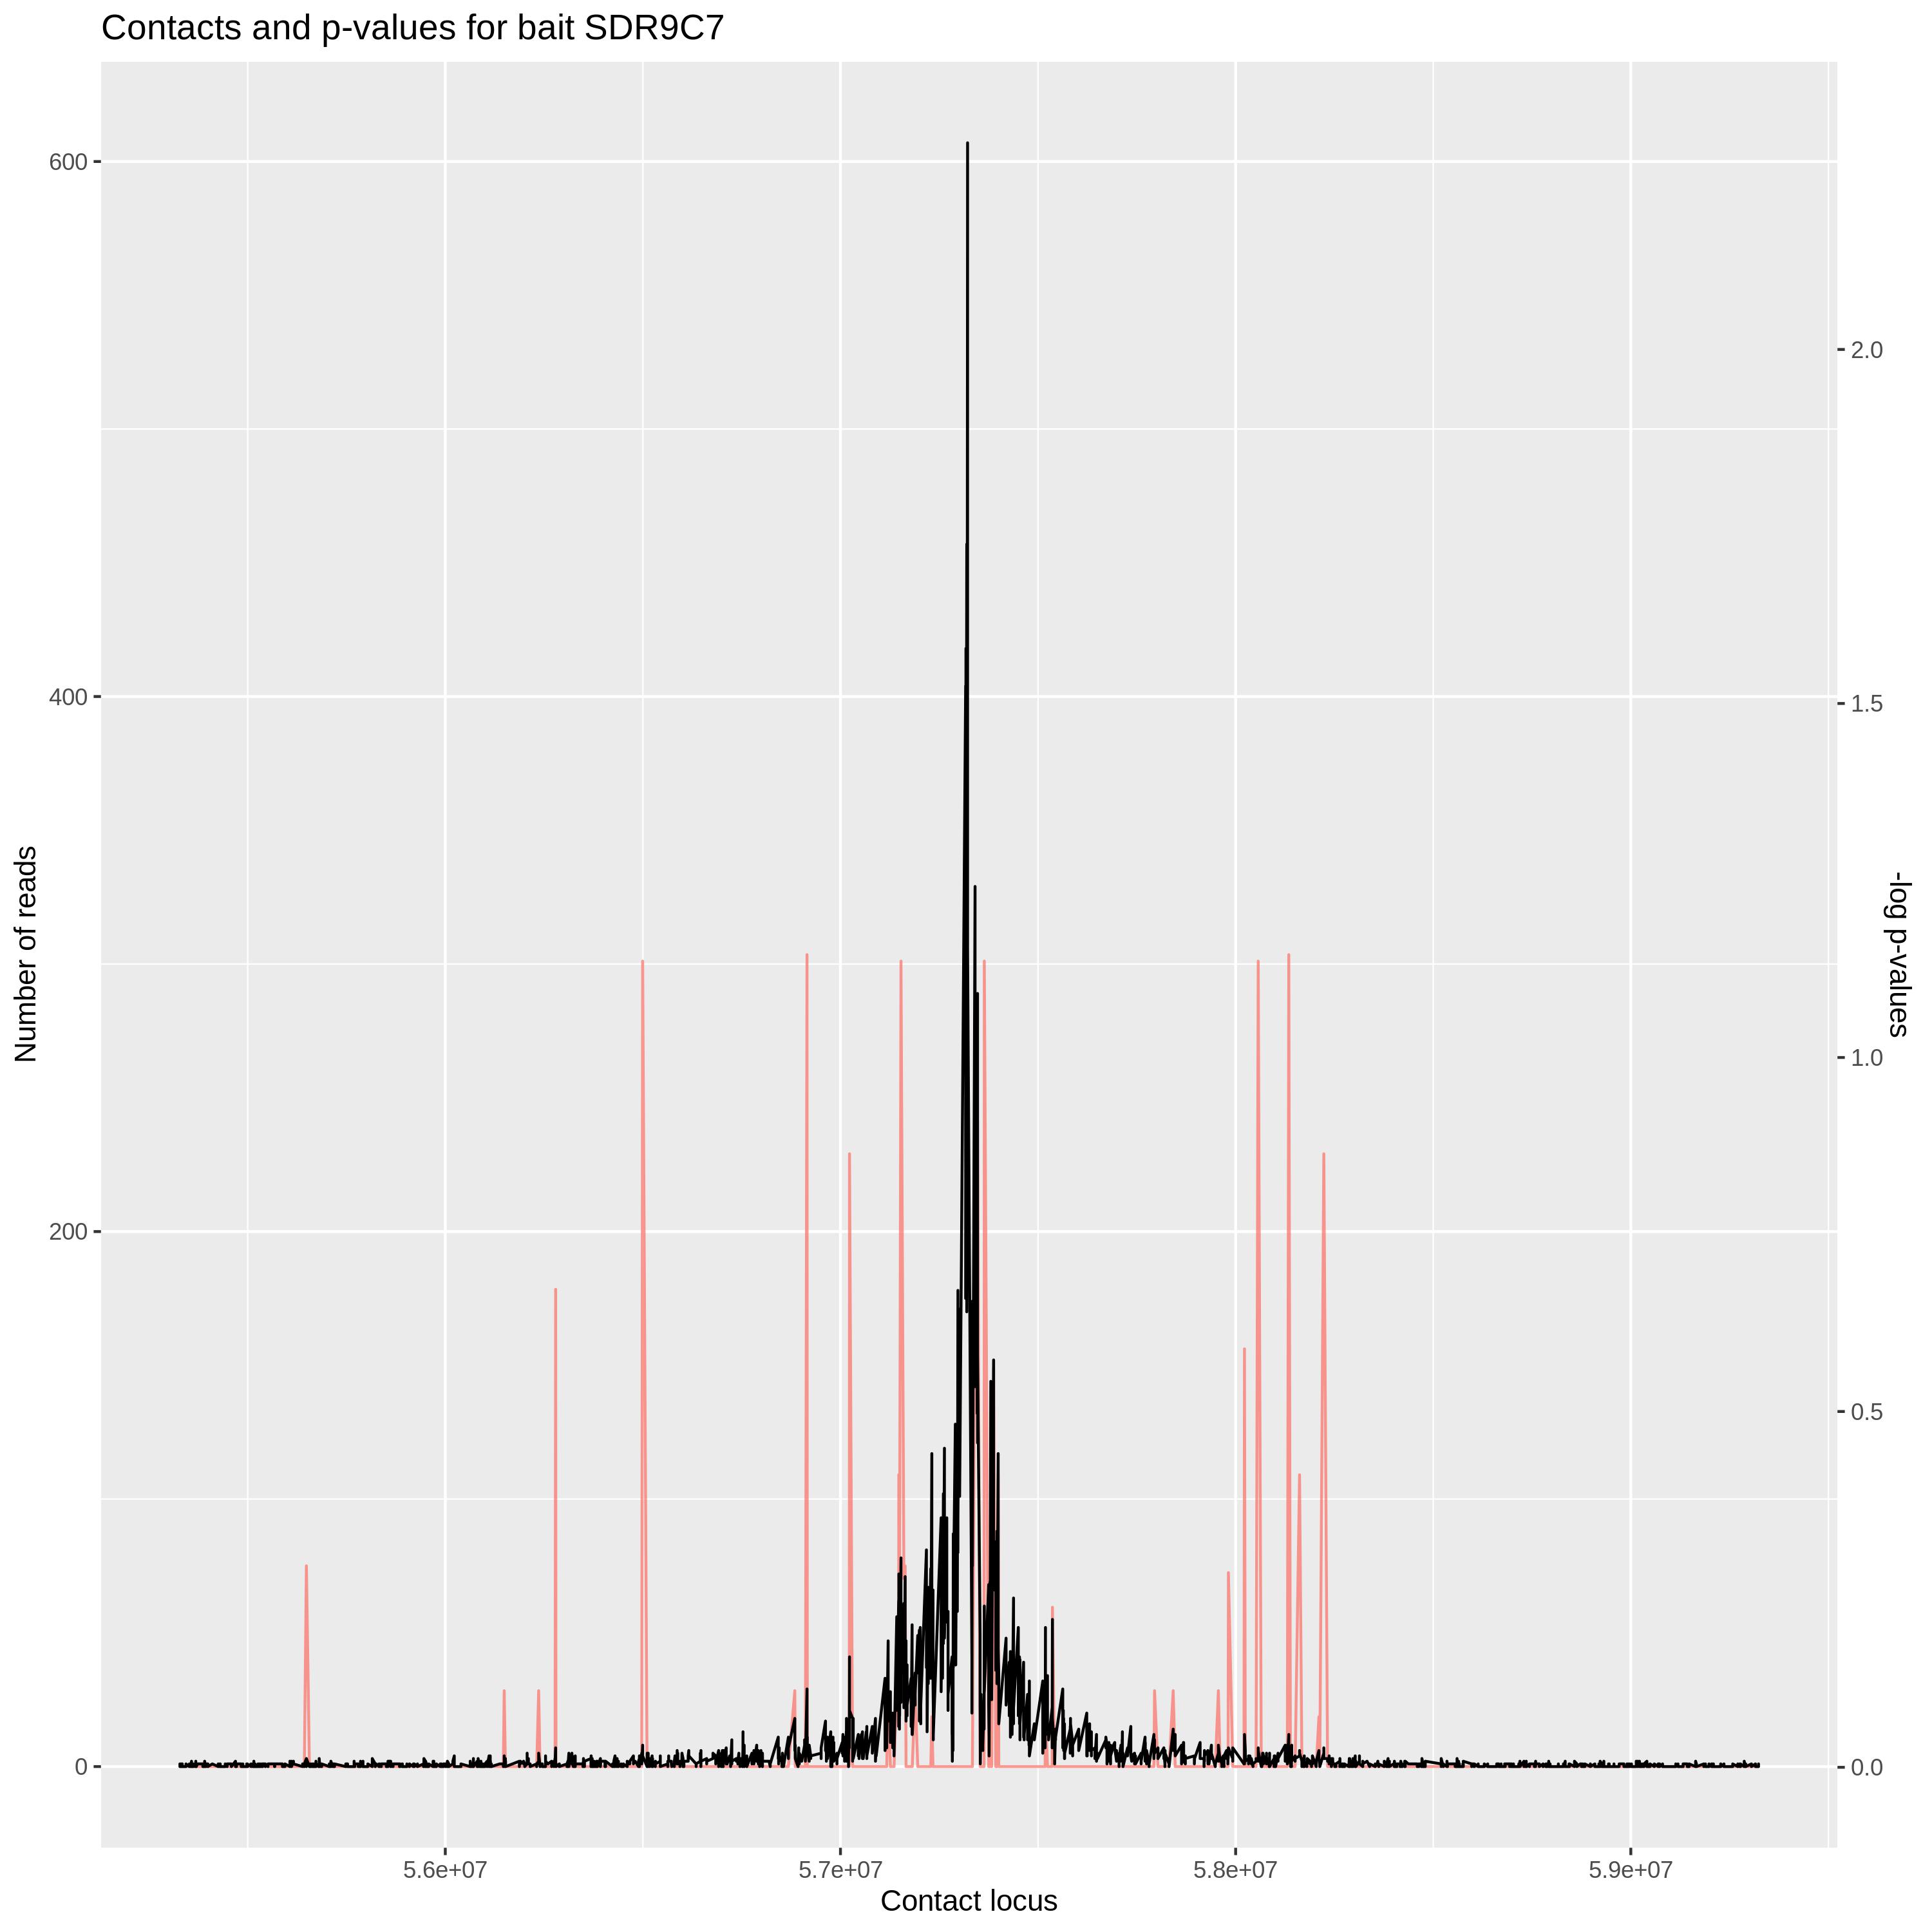 Contacts and p-values for bait SDR9C7
600
400
200
0
Number of reads
2.0
1.5
1.0
0.5
0.0
-log p-values
5.6e+07
5.7e+07
5.8e+07
5.9e+07
Contact locus